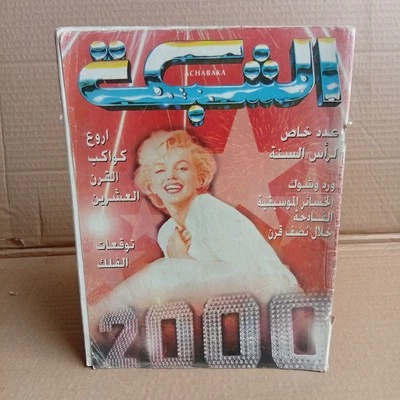 الشبكة
ACHABAKA
عدد خاص
لرأس السنة
اروع
كواكب
القرن
العشرين
ورد وشوك
الخسائر الموسيقية
الفادحة
خلال نصف قرن
توقعات
الفلك
2000